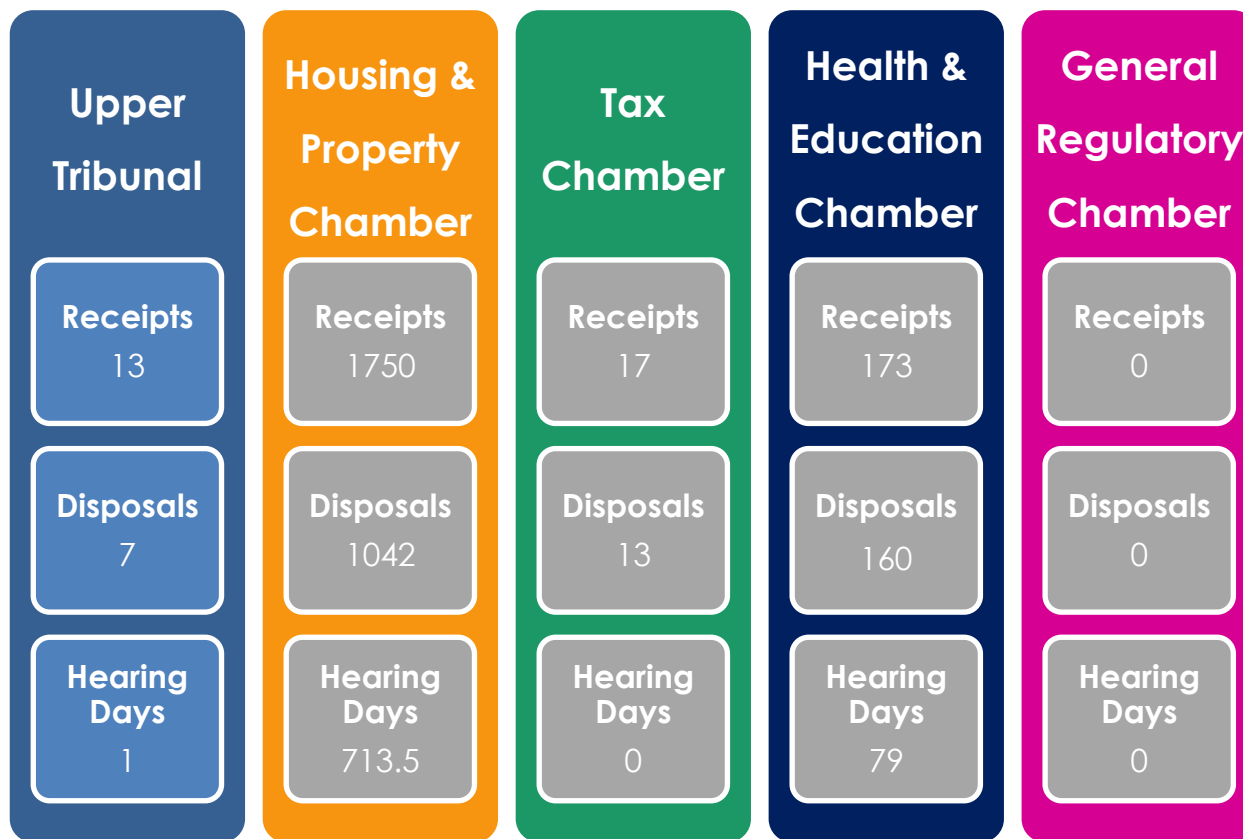 Upper
Tribunal
Receipts
13
Disposals
7
Hearing
Days
1
Housing &
Property
Chamber
Receipts
1750
Disposals
1042
Hearing
Days
713.5
Tax
Chamber
Receipts
17
Disposals
13
Hearing
Days
0
Health &
Education
Chamber
Receipts
173
Disposals
160
Hearing
Days
79
General
Regulatory
Chamber
Receipts
0
Disposals
0
Hearing
Days
0